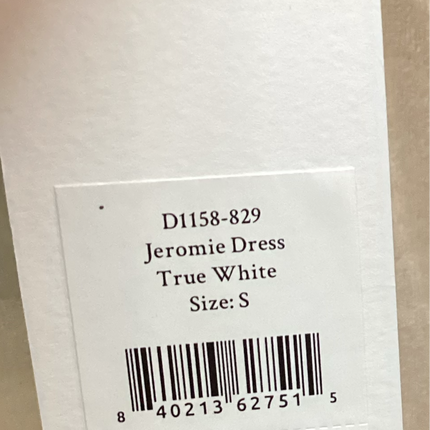 D1158-829
Jeromie Dress
True White
Size: S
8 40213 62751 5